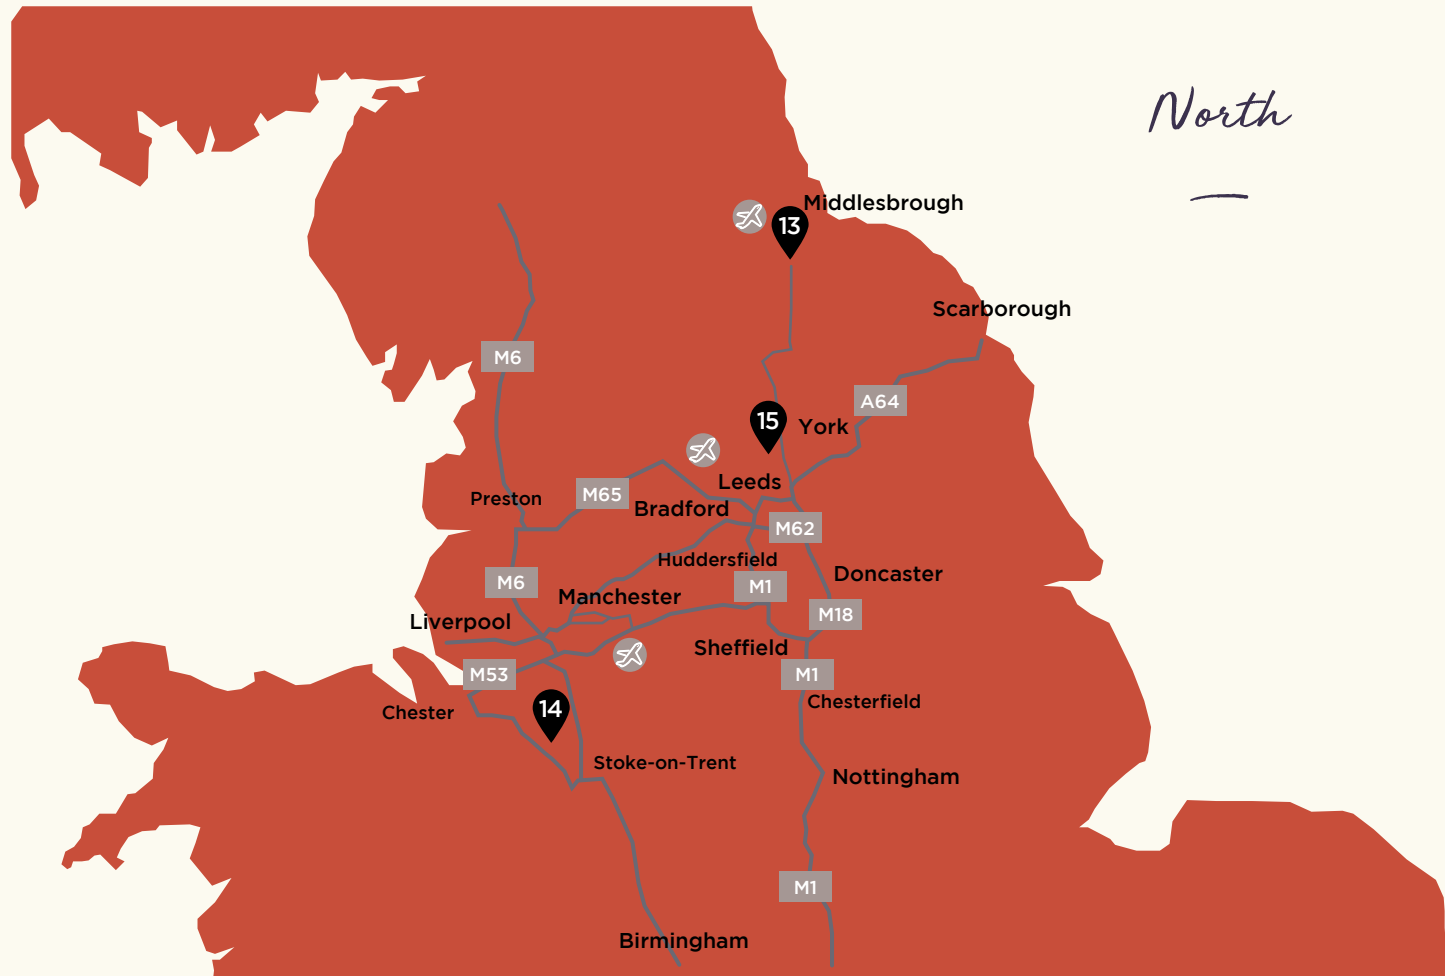 North
Middlesbrough
13
Scarborough
M6
A64
15
York
Leeds
M65
Preston
Bradford
M62
Huddersfield
Doncaster
M6
M1
Manchester
M18
Liverpool
Sheffield
M53
M1
Chesterfield
14
Chester
Stoke-on-Trent
Nottingham
M1
Birmingham